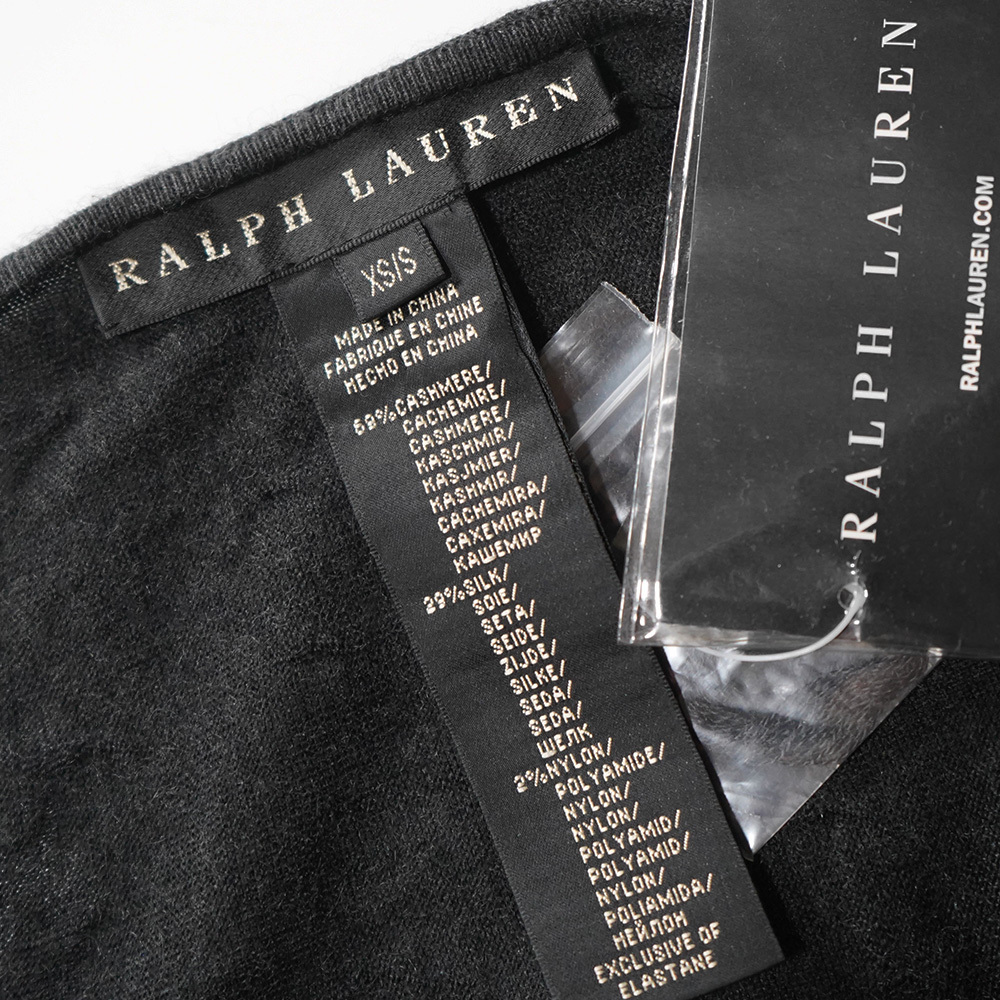 RALPH LAUREN
XS/S
MADE IN CHINA
FABRIQUE EN CHINE
HECHO EN CHINA
69%CASHMERE/
CACHEMIRE/
CASHMERE/
KASCHMIR/
KASJMIER/
KASHMIR/
CACHEMIRA/
CAXEMIRA/
КАШЕМИР
29%SILK/
SOIE/
SETA/
SEIDE/
ZIJDE/
SILKE/
SEDA/
SEDA/
ШЕЛК
2%NYLON/
POLYAMIDE/
NYLON/
NYLON/
POLYAMID/
POLYAMID/
NYLON/
POLIAMIDA/
НЕЙЛОН
EXCLUSIVE OF
ELASTANE
RALPH LAUREN
RALPHLAUREN.COM